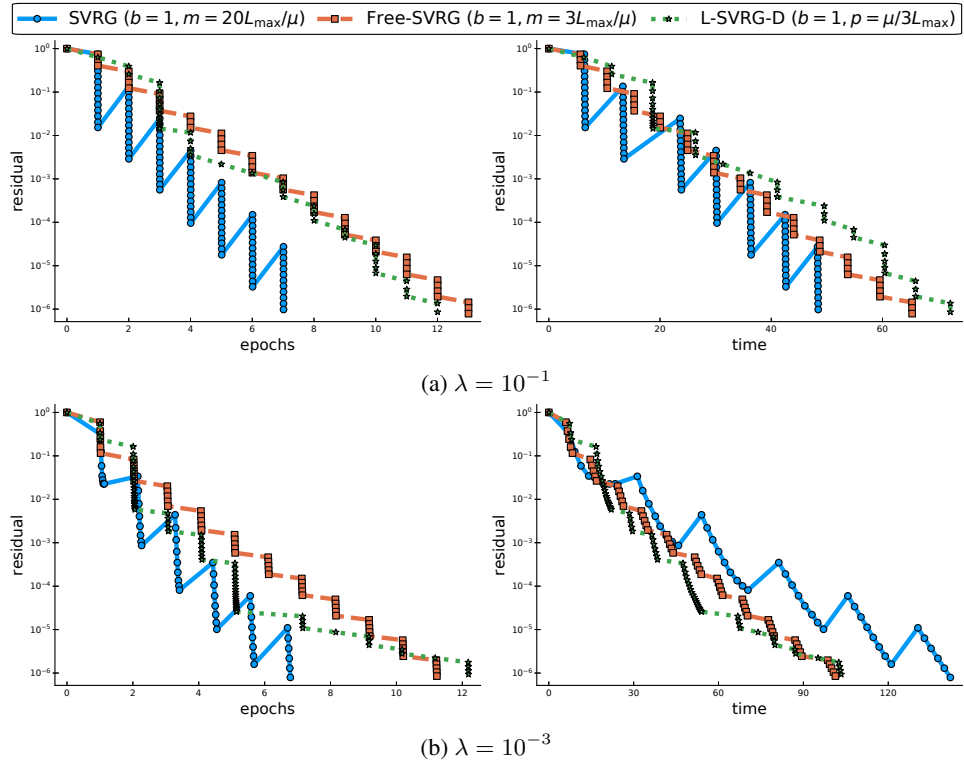 SVRG (b = 1, m = 20L_max/μ) Free-SVRG (b = 1, m = 3L_max/μ) L-SVRG-D (b = 1, p = μ/3L_max)
10^0 10^-1 10^-2 10^-3 10^-4 10^-5 10^-6
residual
0 2 4 6 8 10 12
epochs
10^0 10^-1 10^-2 10^-3 10^-4 10^-5 10^-6
residual
0 20 40 60
time
(a) λ = 10^-1
10^0 10^-1 10^-2 10^-3 10^-4 10^-5 10^-6
residual
0 2 4 6 8 10 12
epochs
10^0 10^-1 10^-2 10^-3 10^-4 10^-5 10^-6
residual
0 30 60 90 120
time
(b) λ = 10^-3